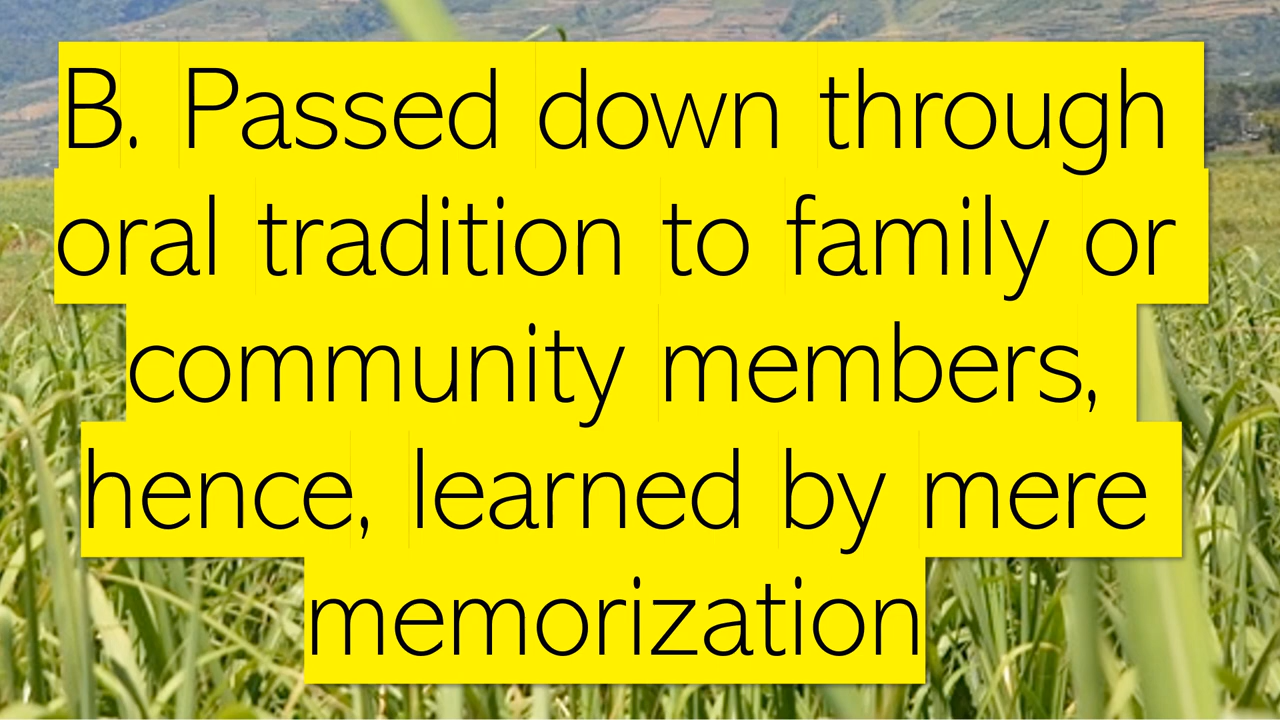 B. Passed down through
oral tradition to family or
community members,
hence, learned by mere
memorization